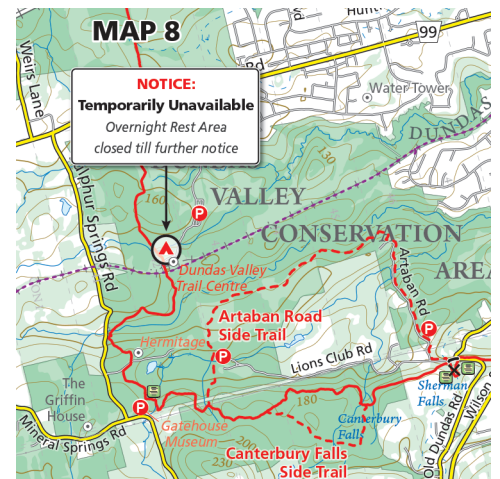 MAP 8
Weirs Lane
Hu
Hunt
99
Rd
NOTICE:
Temporarily Unavailable
Overnight Rest Area
closed till further notice
Water Tower
DUNDAS
130
160
VALLEY
CONSERVATION
AREA
P
Sulphur Springs Rd
Dundas Valley
Trail Centre
Artaban Rd
Artaban Road
Side Trail
P
Hermitage
P
Lions Club Rd
The
Griffin
House
P
Gatehouse
Museum
180
Canterbury
Falls
Sherman
Falls
Mineral Springs Rd
200
230
Canterbury Falls
Side Trail
Old Dundas Rd
Wilson S